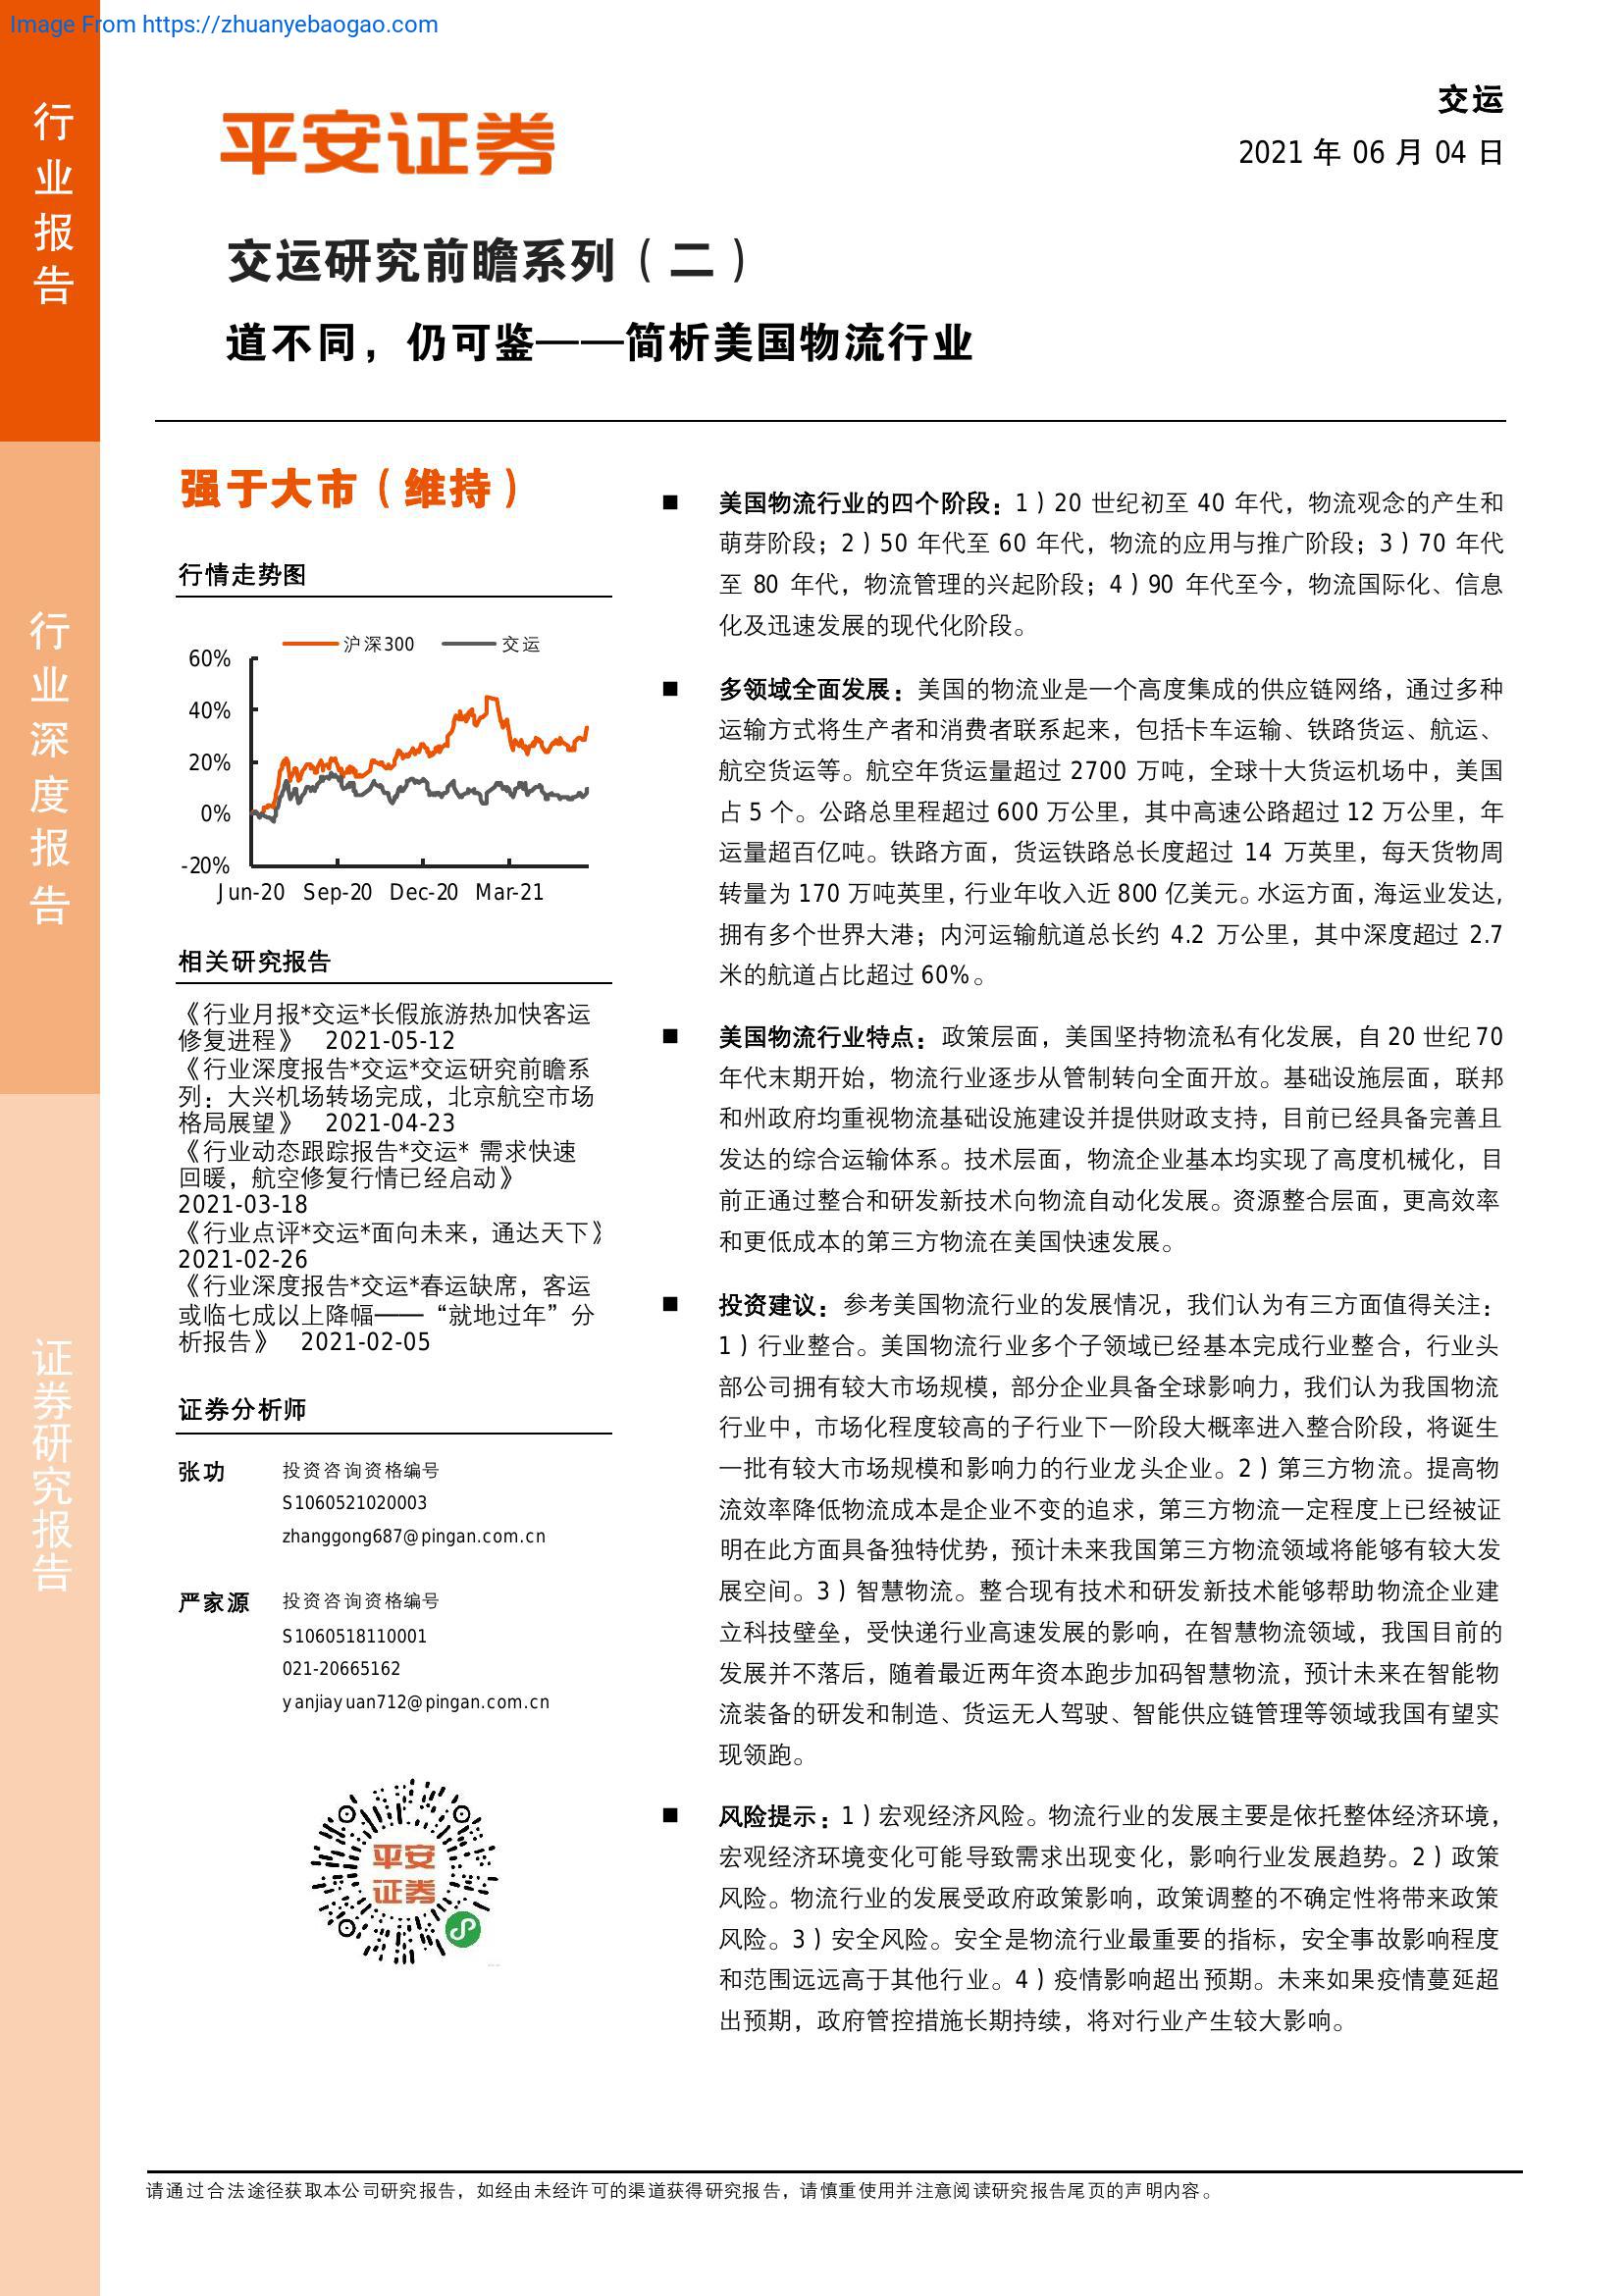 Image From https://zhuanyebaogao.com
行业报告
行业深度报告
证券研究报告
平安证券
交运
2021 年 06 月 04 日
交运研究前瞻系列（二）
道不同，仍可鉴——简析美国物流行业
强于大市（维持）
行情走势图
沪深300 交运
60%
40%
20%
0%
-20%
Jun-20 Sep-20 Dec-20 Mar-21
相关研究报告
《行业月报*交运*长假旅游热加快客运
修复进程》 2021-05-12
《行业深度报告*交运*交运研究前瞻系
列：大兴机场转场完成，北京航空市场
格局展望》 2021-04-23
《行业动态跟踪报告*交运* 需求快速
回暖，航空修复行情已经启动》
2021-03-18
《行业点评*交运*面向未来，通达天下》
2021-02-26
《行业深度报告*交运*春运缺席，客运
或临七成以上降幅——“就地过年”分
析报告》 2021-02-05
证券分析师
张功 投资咨询资格编号
S1060521020003
zhanggong687@pingan.com.cn
严家源 投资咨询资格编号
S1060518110001
021-20665162
yanjiayuan712@pingan.com.cn
平安
证券
■ 美国物流行业的四个阶段：1）20 世纪初至 40 年代，物流观念的产生和
萌芽阶段；2）50 年代至 60 年代，物流的应用与推广阶段；3）70 年代
至 80 年代，物流管理的兴起阶段；4）90 年代至今，物流国际化、信息
化及迅速发展的现代化阶段。
■ 多领域全面发展：美国的物流业是一个高度集成的供应链网络，通过多种
运输方式将生产者和消费者联系起来，包括卡车运输、铁路货运、航运、
航空货运等。航空年货运量超过 2700 万吨，全球十大货运机场中，美国
占 5 个。公路总里程超过 600 万公里，其中高速公路超过 12 万公里，年
运量超百亿吨。铁路方面，货运铁路总长度超过 14 万英里，每天货物周
转量为 170 万吨英里，行业年收入近 800 亿美元。水运方面，海运业发达，
拥有多个世界大港；内河运输航道总长约 4.2 万公里，其中深度超过 2.7
米的航道占比超过 60%。
■ 美国物流行业特点：政策层面，美国坚持物流私有化发展，自 20 世纪 70
年代末期开始，物流行业逐步从管制转向全面开放。基础设施层面，联邦
和州政府均重视物流基础设施建设并提供财政支持，目前已经具备完善且
发达的综合运输体系。技术层面，物流企业基本均实现了高度机械化，目
前正通过整合和研发新技术向物流自动化发展。资源整合层面，更高效率
和更低成本的第三方物流在美国快速发展。
■ 投资建议：参考美国物流行业的发展情况，我们认为有三方面值得关注：
1）行业整合。美国物流行业多个子领域已经基本完成行业整合，行业头
部公司拥有较大市场规模，部分企业具备全球影响力，我们认为我国物流
行业中，市场化程度较高的子行业下一阶段大概率进入整合阶段，将诞生
一批有较大市场规模和影响力的行业龙头企业。2）第三方物流。提高物
流效率降低物流成本是企业不变的追求，第三方物流一定程度上已经被证
明在此方面具备独特优势，预计未来我国第三方物流领域将能够有较大发
展空间。3）智慧物流。整合现有技术和研发新技术能够帮助物流企业建
立科技壁垒，受快递行业高速发展的影响，在智慧物流领域，我国目前的
发展并不落后，随着最近两年资本跑步加码智慧物流，预计未来在智能物
流装备的研发和制造、货运无人驾驶、智能供应链管理等领域我国有望实
现领跑。
■ 风险提示：1）宏观经济风险。物流行业的发展主要是依托整体经济环境，
宏观经济环境变化可能导致需求出现变化，影响行业发展趋势。2）政策
风险。物流行业的发展受政府政策影响，政策调整的不确定性将带来政策
风险。3）安全风险。安全是物流行业最重要的指标，安全事故影响程度
和范围远远高于其他行业。4）疫情影响超出预期。未来如果疫情蔓延超
出预期，政府管控措施长期持续，将对行业产生较大影响。
请通过合法途径获取本公司研究报告，如经由未经许可的渠道获得研究报告，请慎重使用并注意阅读研究报告尾页的声明内容。